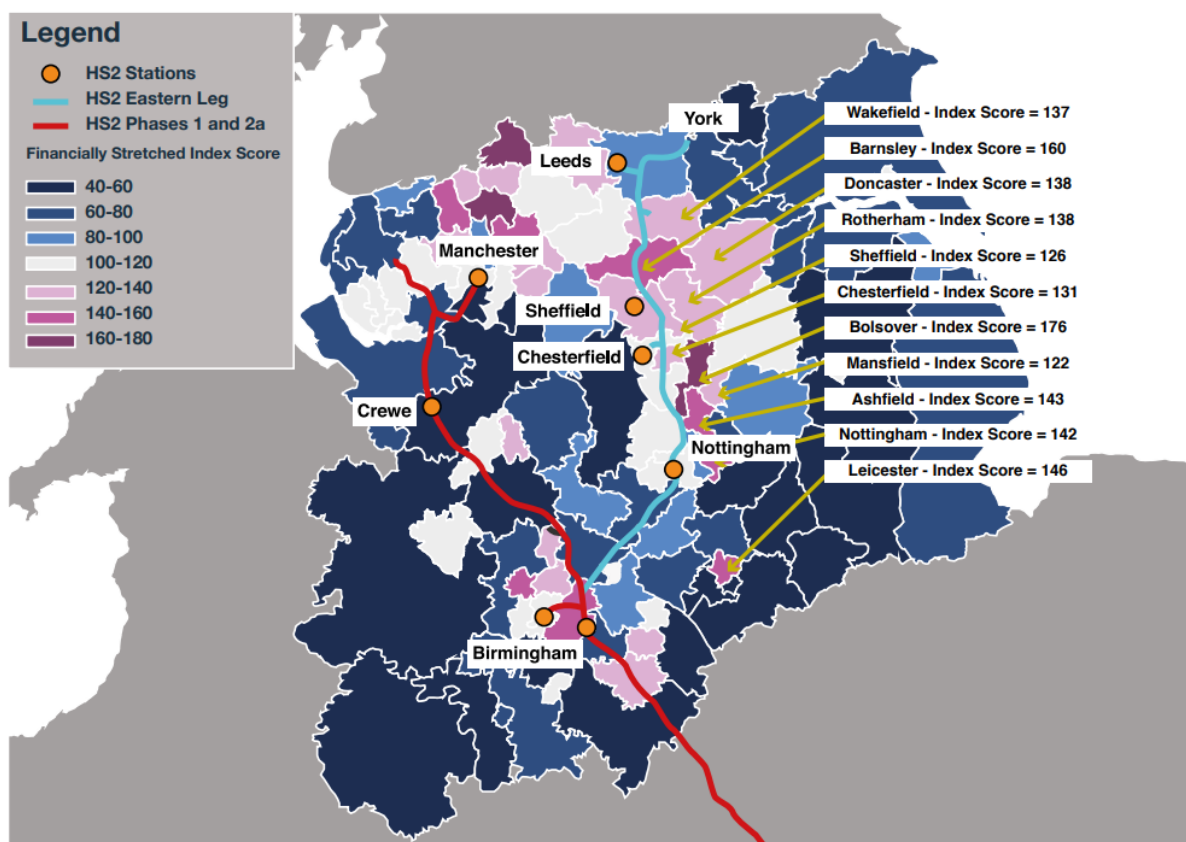 Legend
HS2 Stations
HS2 Eastern Leg
HS2 Phases 1 and 2a
Financially Stretched Index Score
40-60
60-80
80-100
100-120
120-140
140-160
160-180
York
Leeds
Manchester
Sheffield
Chesterfield
Crewe
Nottingham
Birmingham
Wakefield - Index Score = 137
Barnsley - Index Score = 160
Doncaster - Index Score = 138
Rotherham - Index Score = 138
Sheffield - Index Score = 126
Chesterfield - Index Score = 131
Bolsover - Index Score = 176
Mansfield - Index Score = 122
Ashfield - Index Score = 143
Nottingham - Index Score = 142
Leicester - Index Score = 146